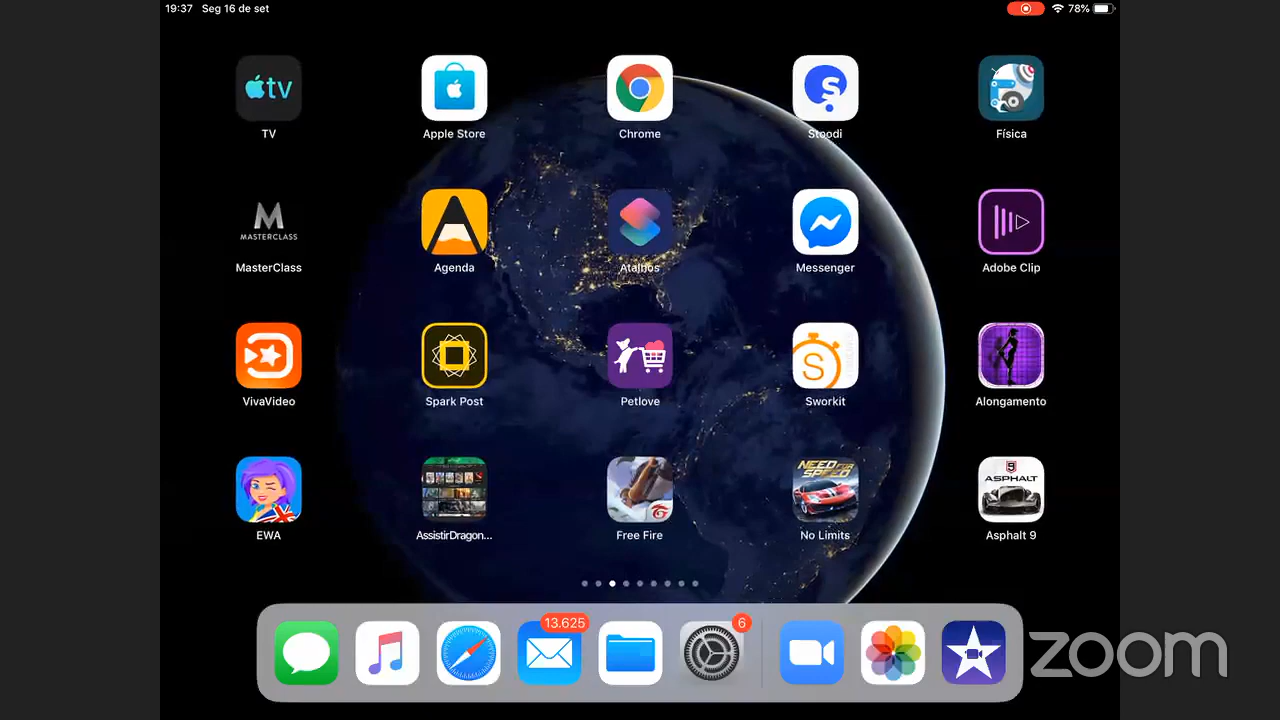 19:37 Seg 16 de set 78%
tv
TV Apple Store Chrome Stoodi Física
MASTERCLASS
MasterClass Agenda Atalhos Messenger Adobe Clip
VivaVideo Spark Post Petlove Sworkit Alongamento
NEED FOR SPEED
9 ASPHALT
EWA AssistirDragon... Free Fire No Limits Asphalt 9
13.625 6
zoom